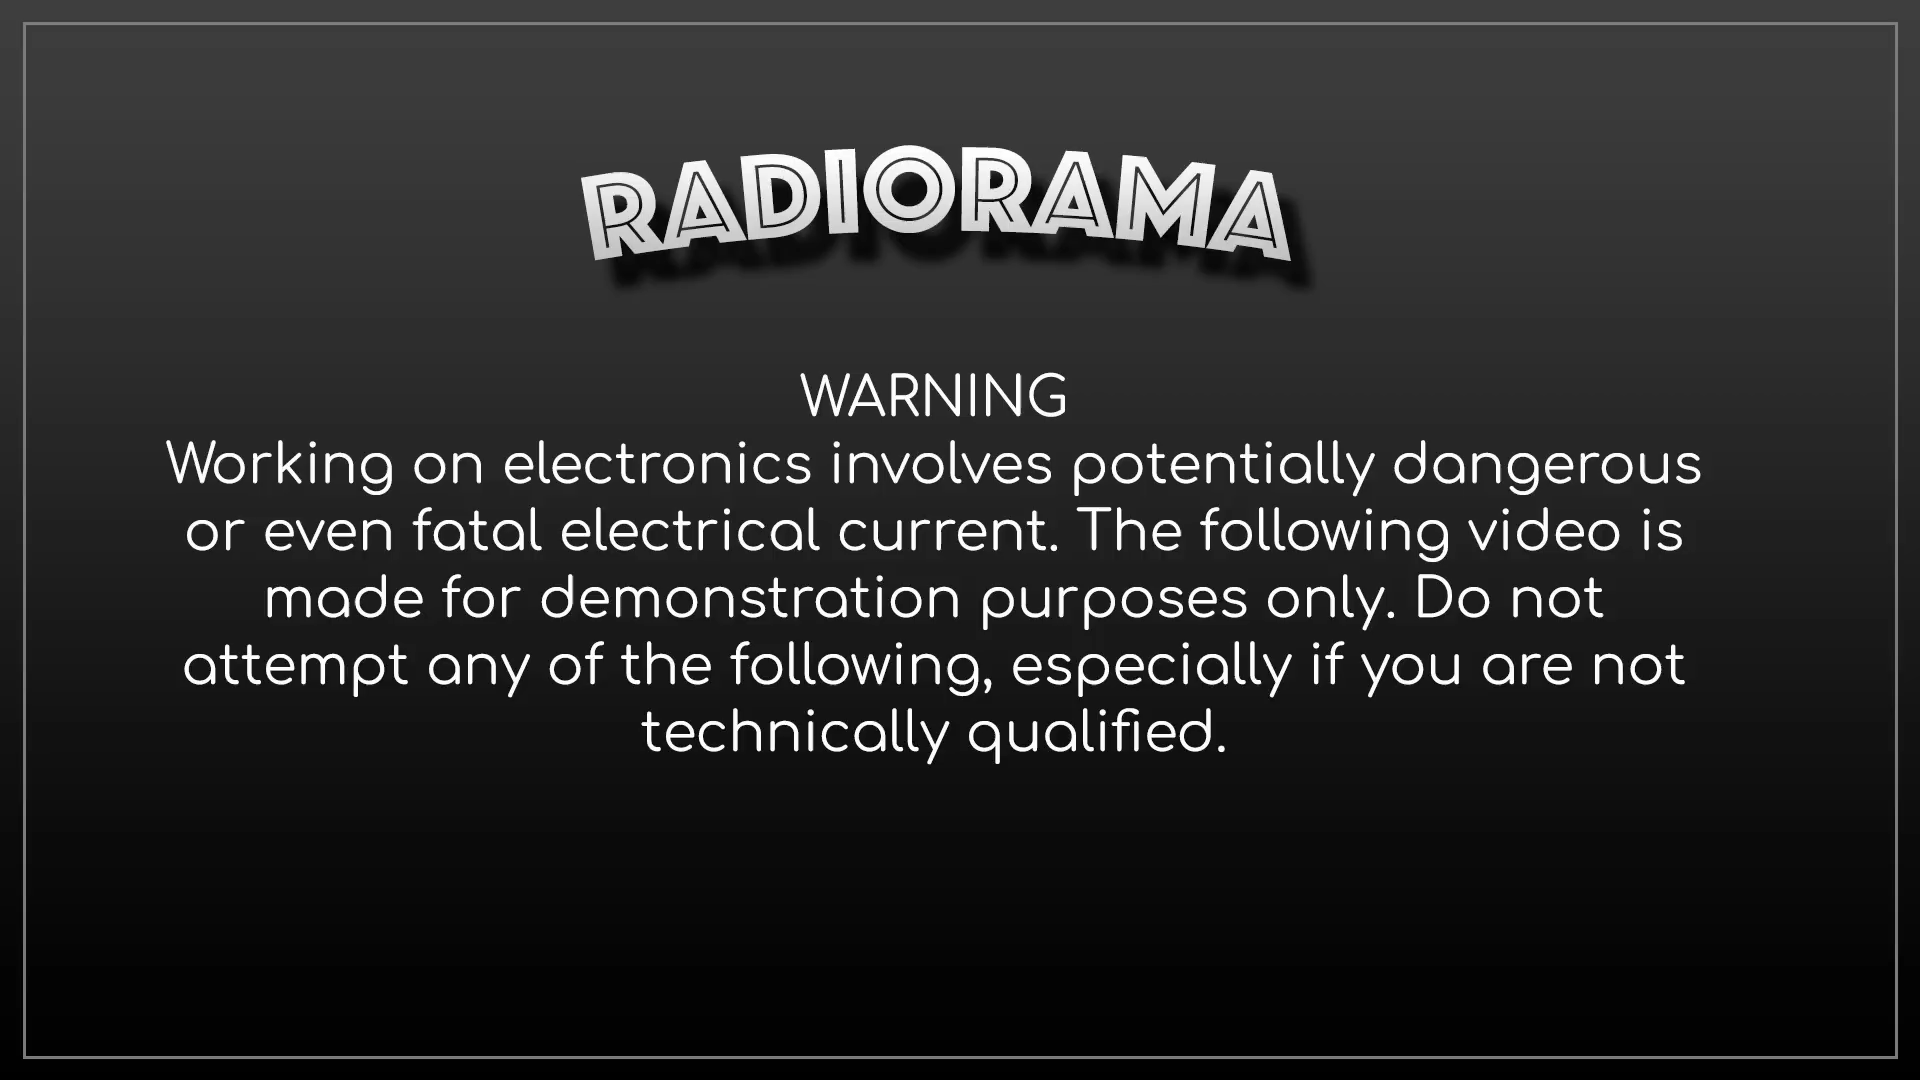 RADIORAMA
WARNING
Working on electronics involves potentially dangerous
or even fatal electrical current. The following video is
made for demonstration purposes only. Do not
attempt any of the following, especially if you are not
technically qualified.